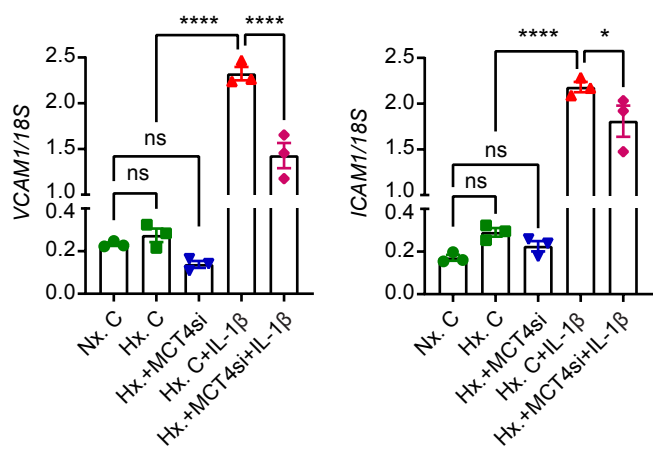 **** ****
VCAM1/18S
2.5
2.0
1.5
1.0
0.4
0.2
0.0
ns
ns
Nx. C
Hx. C
Hx.+MCT4si
Hx. C+IL-1β
Hx.+MCT4si+IL-1β
**** *
ICAM1/18S
2.5
2.0
1.5
1.0
0.4
0.2
0.0
ns
ns
Nx. C
Hx. C
Hx.+MCT4si
Hx. C+IL-1β
Hx.+MCT4si+IL-1β